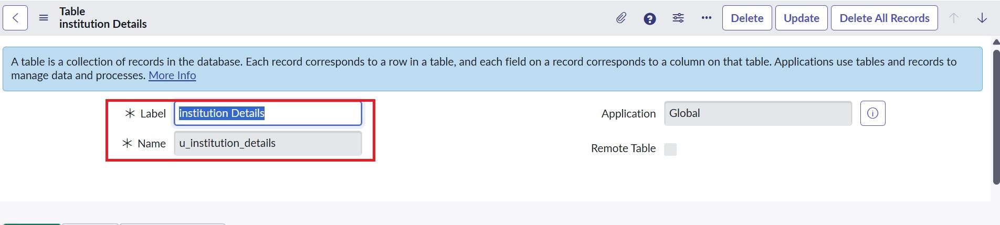 Table
institution Details
Delete
Update
Delete All Records
A table is a collection of records in the database. Each record corresponds to a row in a table, and each field on a record corresponds to a column on that table. Applications use tables and records to
manage data and processes. More Info
Label
institution Details
Application
Global
Name
u_institution_details
Remote Table